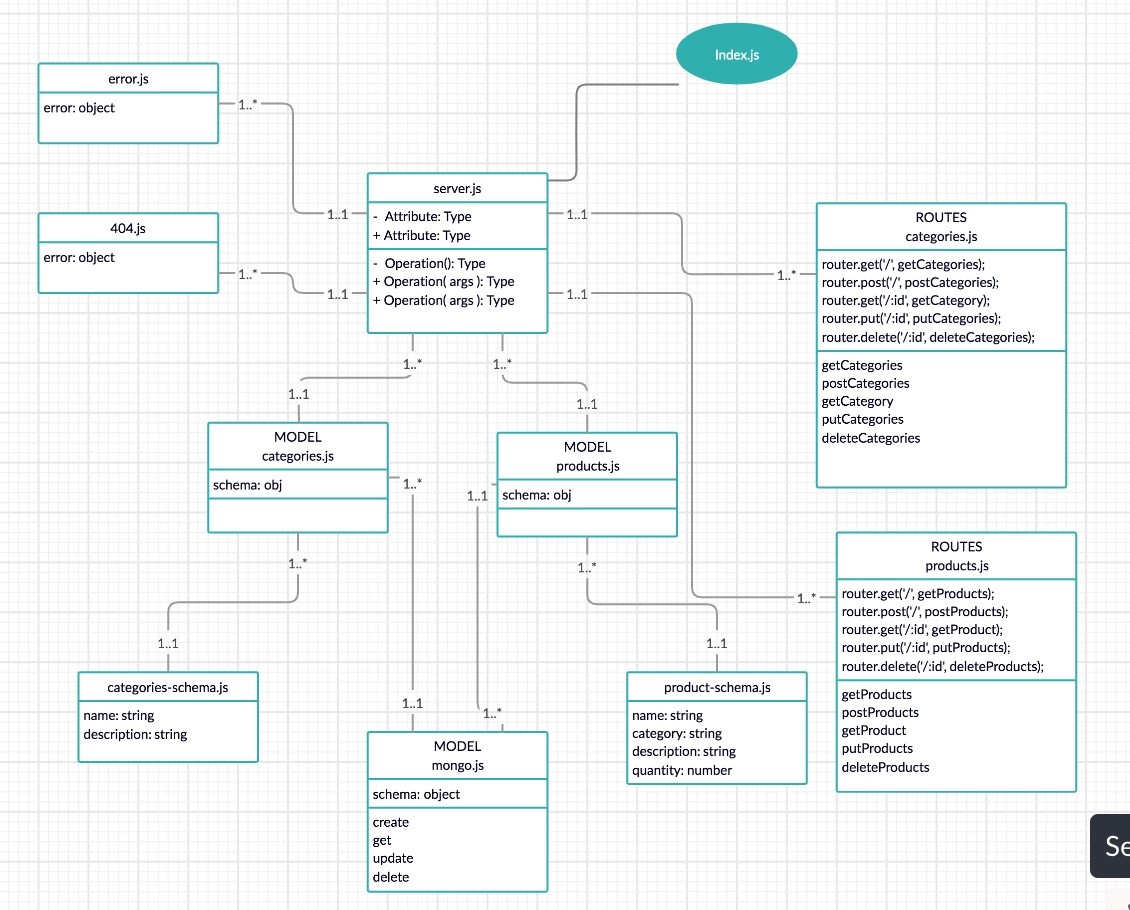 Index.js
error.js
error: object
1..*
1..1
404.js
error: object
1..*
1..1
server.js
- Attribute: Type
+ Attribute: Type
- Operation(): Type
+ Operation( args ): Type
+ Operation( args ): Type
1..1
1..*
1..1
1..*
ROUTES
categories.js
router.get('/', getCategories);
router.post('/', postCategories);
router.get('/:id', getCategory);
router.put('/:id', putCategories);
router.delete('/:id', deleteCategories);
getCategories
postCategories
getCategory
putCategories
deleteCategories
1..*
1..1
1..*
1..1
MODEL
categories.js
schema: obj
1..*
1..1
MODEL
products.js
schema: obj
1..*
1..1
1..*
1..1
ROUTES
products.js
router.get('/', getProducts);
router.post('/', postProducts);
router.get('/:id', getProduct);
router.put('/:id', putProducts);
router.delete('/:id', deleteProducts);
getProducts
postProducts
getProduct
putProducts
deleteProducts
categories-schema.js
name: string
description: string
1..1
1..*
MODEL
mongo.js
schema: object
create
get
update
delete
product-schema.js
name: string
category: string
description: string
quantity: number
Se